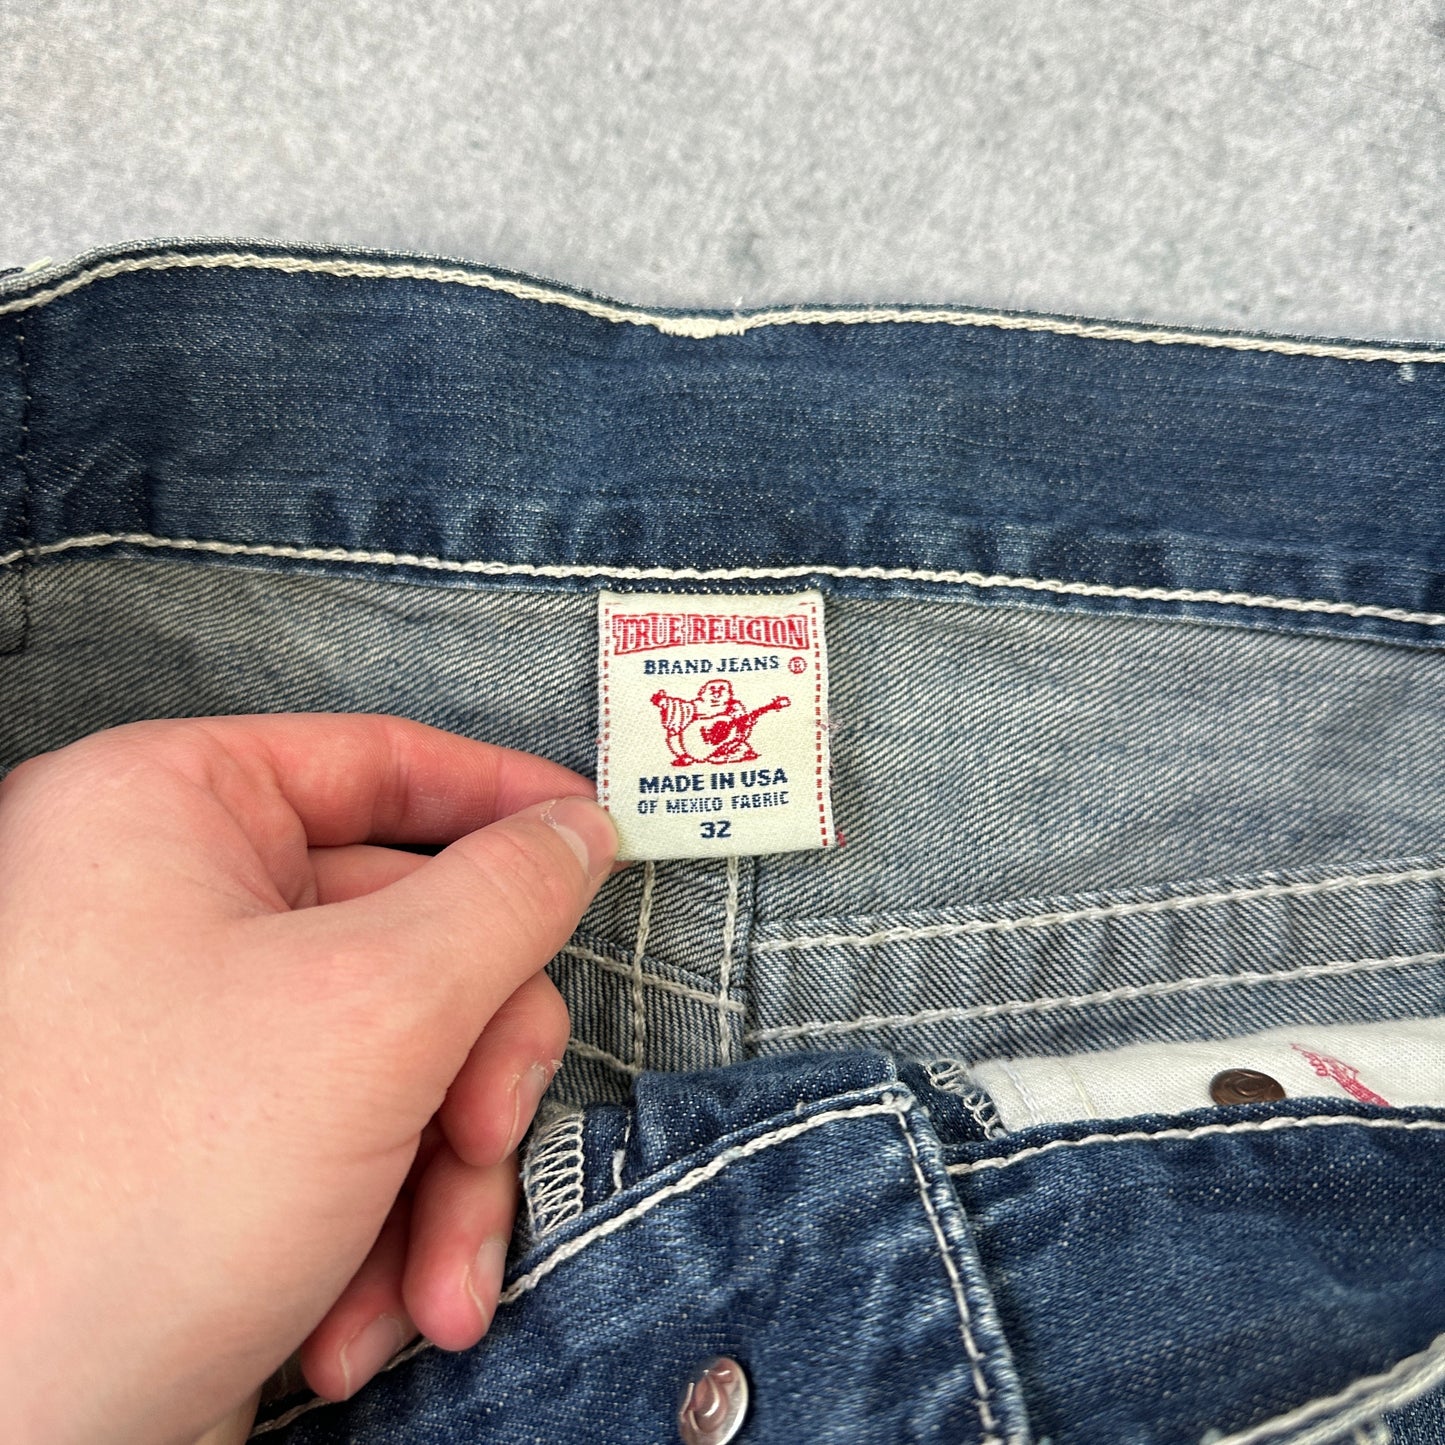 TRUE RELIGION
BRAND JEANS ®
MADE IN USA
OF MEXICO FABRIC
32